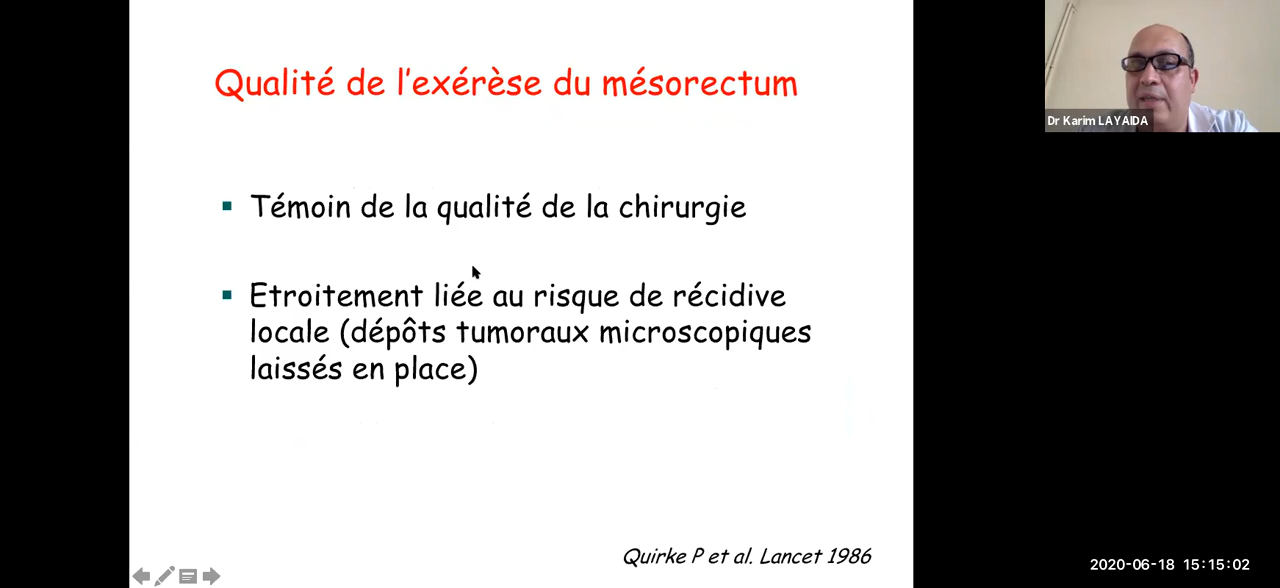 Qualité de l'exérèse du mésorectum
Témoin de la qualité de la chirurgie
Etroitement liée au risque de récidive
locale (dépôts tumoraux microscopiques
laissés en place)
Quirke P et al. Lancet 1986
Dr Karim LAYAIDA
2020-06-18 15:15:02